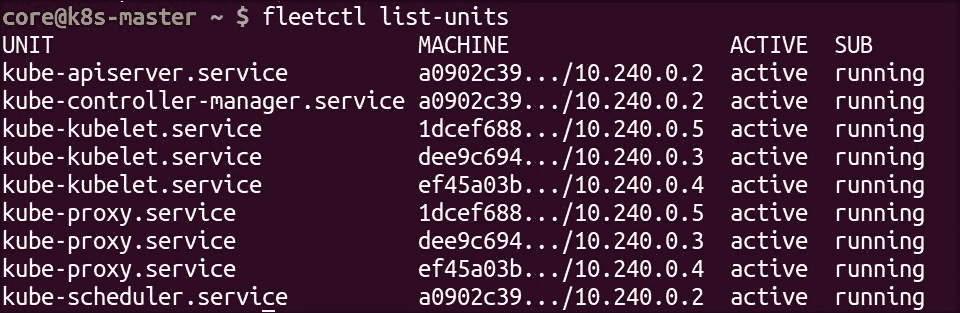 core@k8s-master ~ $ fleetctl list-units
UNIT MACHINE ACTIVE SUB
kube-apiserver.service a0902c39.../10.240.0.2 active running
kube-controller-manager.service a0902c39.../10.240.0.2 active running
kube-kubelet.service 1dcef688.../10.240.0.5 active running
kube-kubelet.service dee9c694.../10.240.0.3 active running
kube-kubelet.service ef45a03b.../10.240.0.4 active running
kube-proxy.service 1dcef688.../10.240.0.5 active running
kube-proxy.service dee9c694.../10.240.0.3 active running
kube-proxy.service ef45a03b.../10.240.0.4 active running
kube-scheduler.service a0902c39.../10.240.0.2 active running